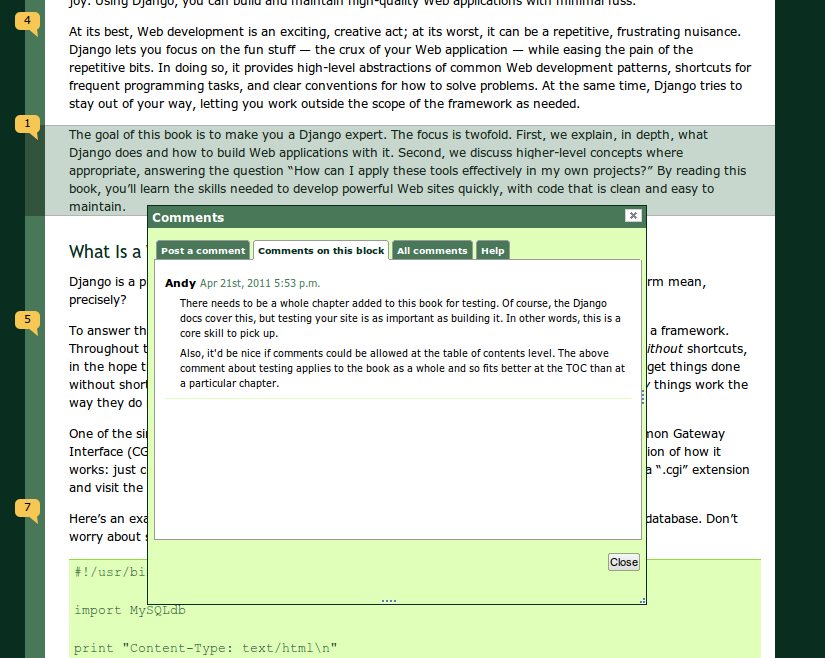 joy. Using Django, you can build and maintain high-quality Web applications with minimal fuss.
4
At its best, Web development is an exciting, creative act; at its worst, it can be a repetitive, frustrating nuisance.
Django lets you focus on the fun stuff — the crux of your Web application — while easing the pain of the
repetitive bits. In doing so, it provides high-level abstractions of common Web development patterns, shortcuts for
frequent programming tasks, and clear conventions for how to solve problems. At the same time, Django tries to
stay out of your way, letting you work outside the scope of the framework as needed.
1
The goal of this book is to make you a Django expert. The focus is twofold. First, we explain, in depth, what
Django does and how to build Web applications with it. Second, we discuss higher-level concepts where
appropriate, answering the question “How can I apply these tools effectively in my own projects?” By reading this
book, you’ll learn the skills needed to develop powerful Web sites quickly, with code that is clean and easy to
maintain.
Comments
Post a comment Comments on this block All comments Help
Andy Apr 21st, 2011 5:53 p.m.
There needs to be a whole chapter added to this book for testing. Of course, the Django
docs cover this, but testing your site is as important as building it. In other words, this is a
core skill to pick up.
Also, it'd be nice if comments could be allowed at the table of contents level. The above
comment about testing applies to the book as a whole and so fits better at the TOC than at
a particular chapter.
Close
What Is a
Django is a p rm mean,
precisely?
5
To answer th a framework.
Throughout t ithout shortcuts,
in the hope t get things done
without short y things work the
way they do
One of the si mon Gateway
Interface (CG ion of how it
works: just c a “.cgi” extension
and visit the
7
Here’s an exa database. Don’t
worry about s
#!/usr/bi
import MySQLdb
print "Content-Type: text/html\n"